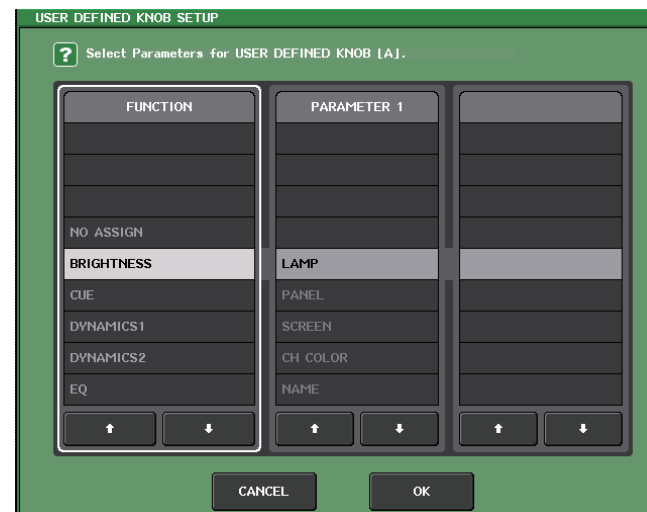 USER DEFINED KNOB SETUP
? Select Parameters for USER DEFINED KNOB [A].
FUNCTION
NO ASSIGN
BRIGHTNESS
CUE
DYNAMICS1
DYNAMICS2
EQ
PARAMETER 1
LAMP
PANEL
SCREEN
CH COLOR
NAME
CANCEL
OK